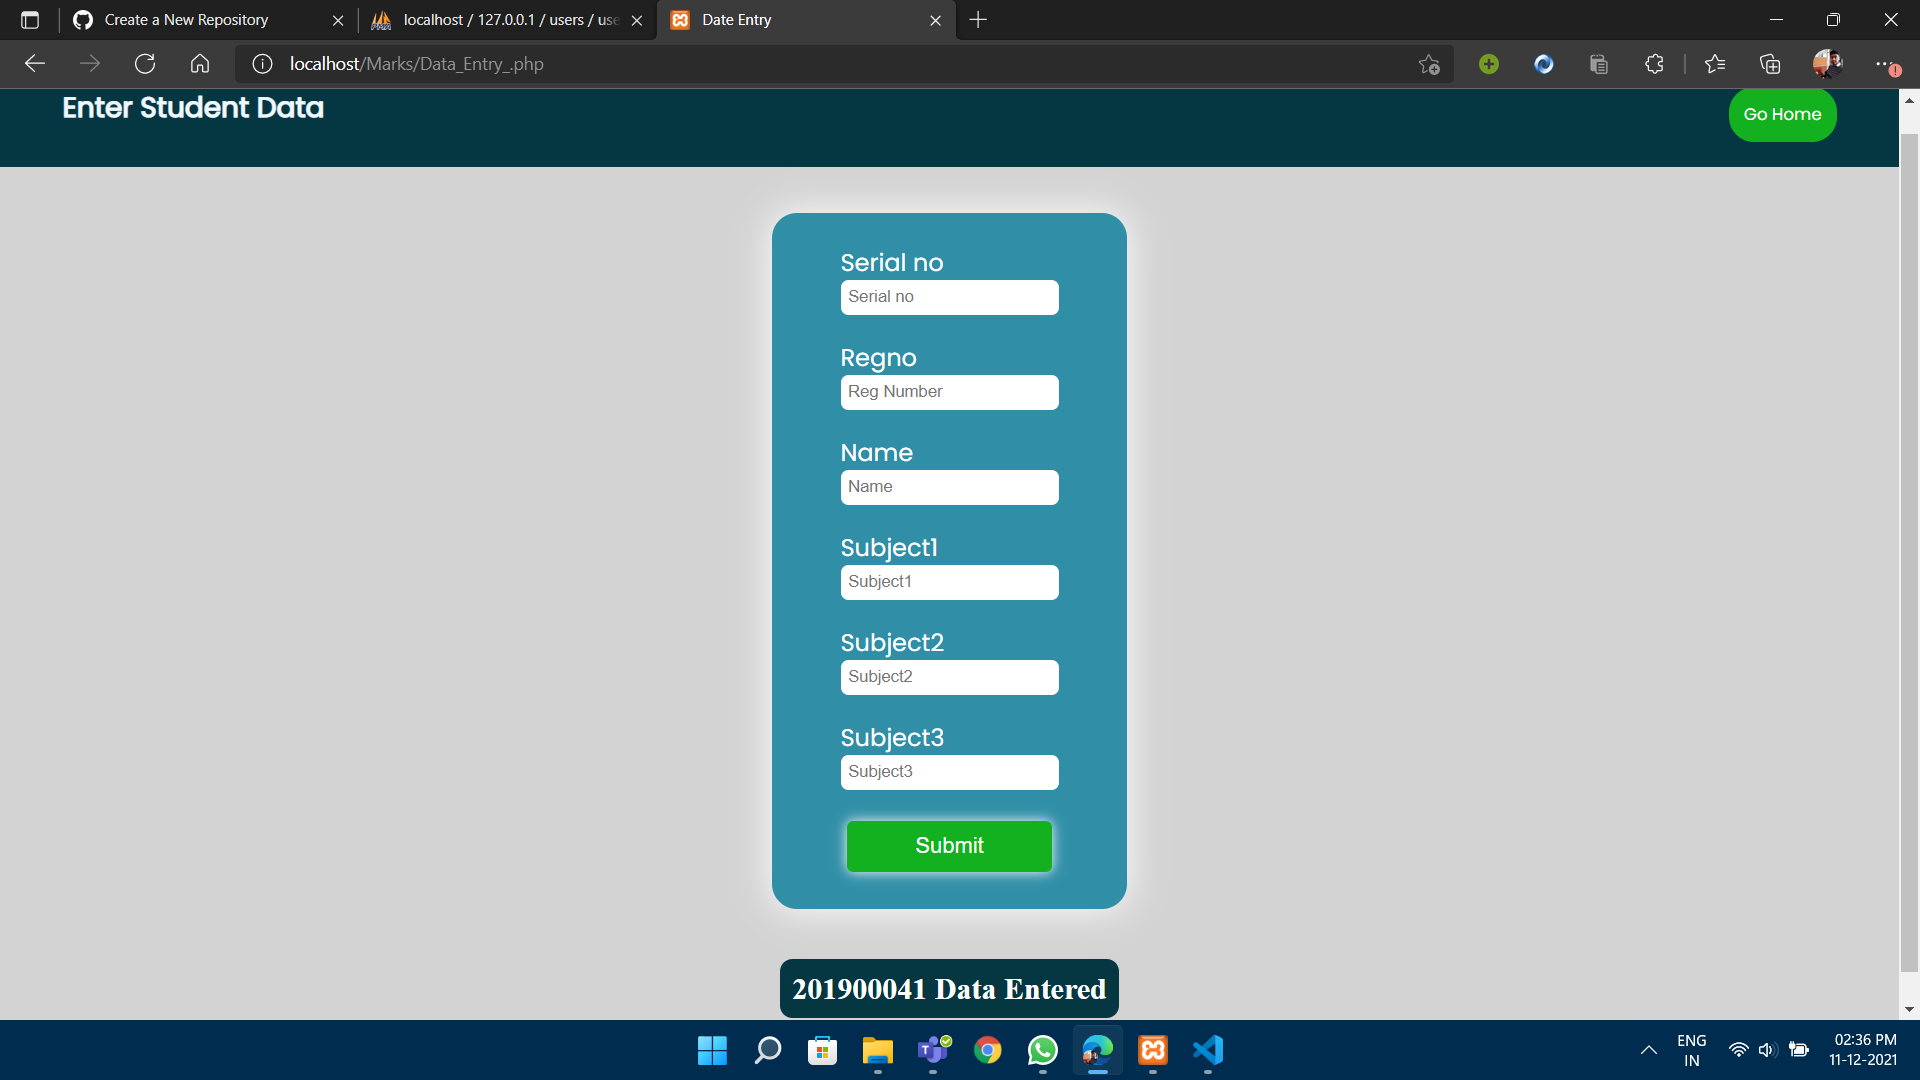 Create a New Repository
localhost / 127.0.0.1 / users / use
Date Entry
localhost/Marks/Data_Entry_.php
Enter Student Data
Go Home
Serial no
Serial no
Regno
Reg Number
Name
Name
Subject1
Subject1
Subject2
Subject2
Subject3
Subject3
Submit
201900041 Data Entered
ENG
IN
02:36 PM
11-12-2021